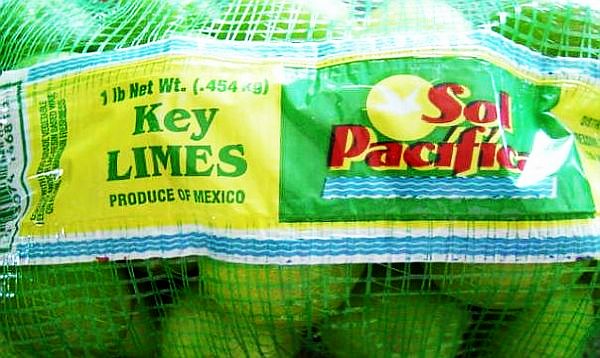 1 lb Net Wt. (.454 kg)
Key
LIMES
PRODUCE OF MEXICO
Sol
Pacific